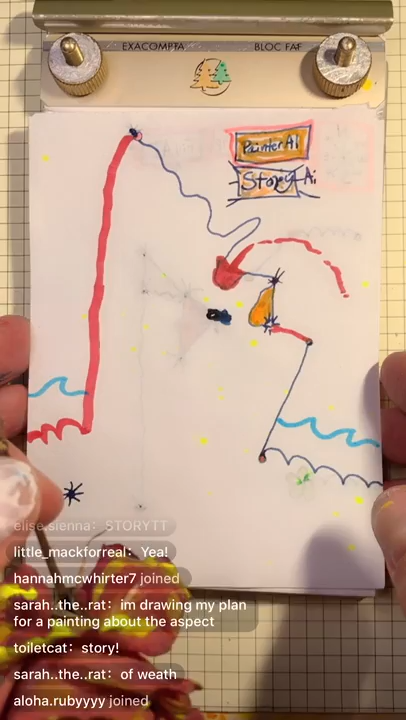 EXACOMPTA
BLOC FAF
Painter AI
Story Ai
elise.sienna: STORYTT
little_mackforreal: Yea!
hannahmcwhirter7 joined
sarah..the..rat: im drawing my plan
for a painting about the aspect
toiletcat: story!
sarah..the..rat: of weath
aloha.rubyyyy joined